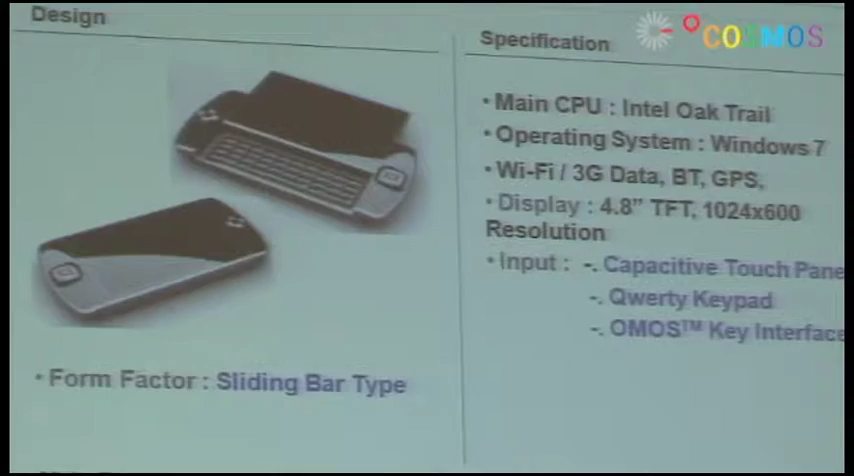 Design
• Form Factor : Sliding Bar Type
COSMOS
Specification
• Main CPU : Intel Oak Trail
• Operating System : Windows 7
• Wi-Fi / 3G Data, BT, GPS,
• Display : 4.8” TFT, 1024x600
Resolution
• Input : -. Capacitive Touch Pane
-. Qwerty Keypad
-. OMOS™ Key Interface